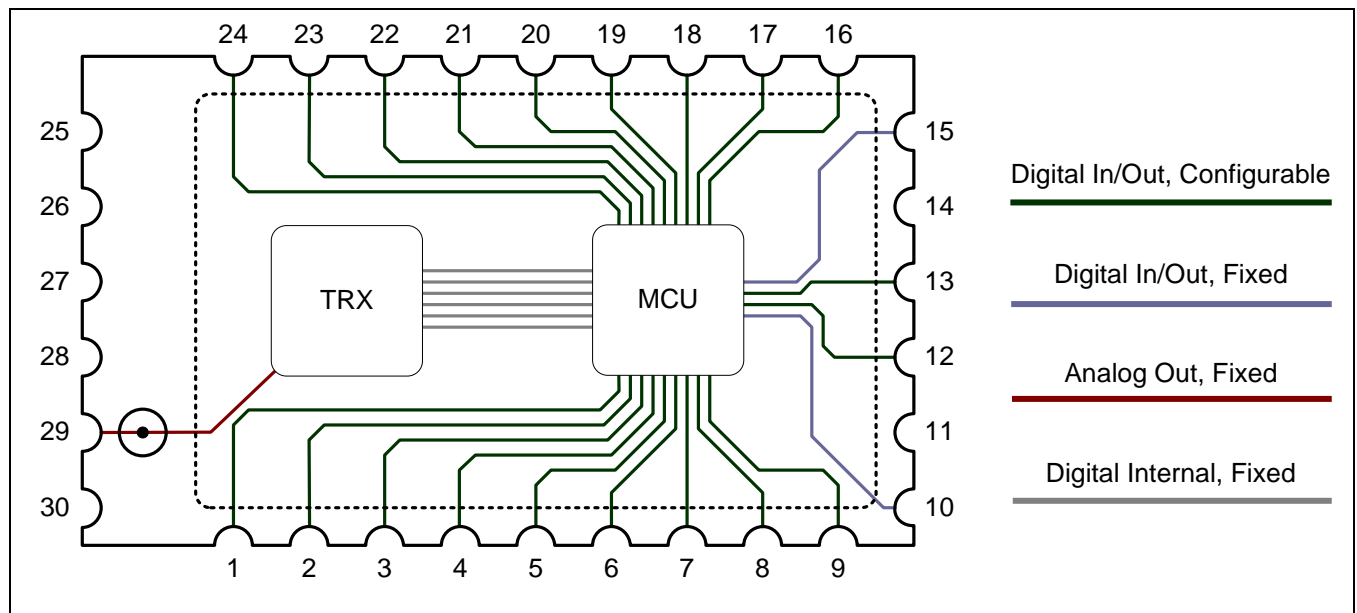 24 23 22 21 20 19 18 17 16
25
26
27
28
29
30
TRX
MCU
15
14
13
12
11
10
1 2 3 4 5 6 7 8 9
Digital In/Out, Configurable
Digital In/Out, Fixed
Analog Out, Fixed
Digital Internal, Fixed